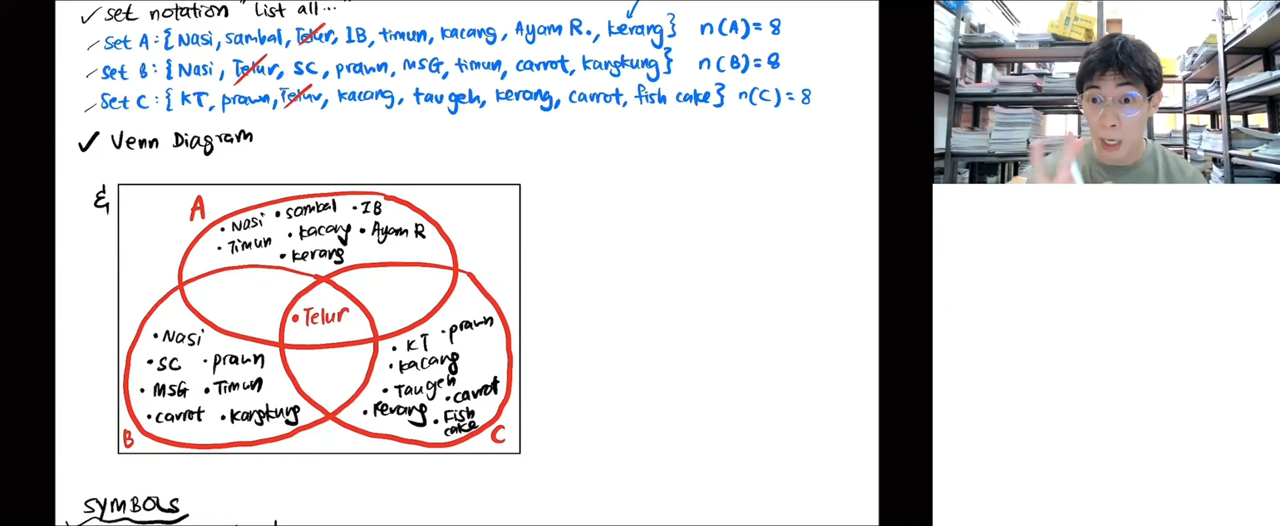 ✓ set notation "List all..."
Set A : { Nasi, sambal, Telur, IB, timun, kacang, Ayam R., kerang } n(A) = 8
Set B : { Nasi, Telur, SC, prawn, MSG, timun, carrot, kangkung } n(B) = 8
Set C : { KT, prawn, Telur, kacang, taugeh, kerang, carrot, fish cake } n(C) = 8
✓ Venn Diagram
ξ
A
• Nasi • sambal • IB
• Timun • kacang • Ayam R
• kerang
• Telur
• Nasi
• SC • prawn
• MSG • Timun
• carrot • kangkung
B
• KT • prawn
• kacang
• Taugeh • carrot
• kerang • Fish cake
C
SYMBOLS